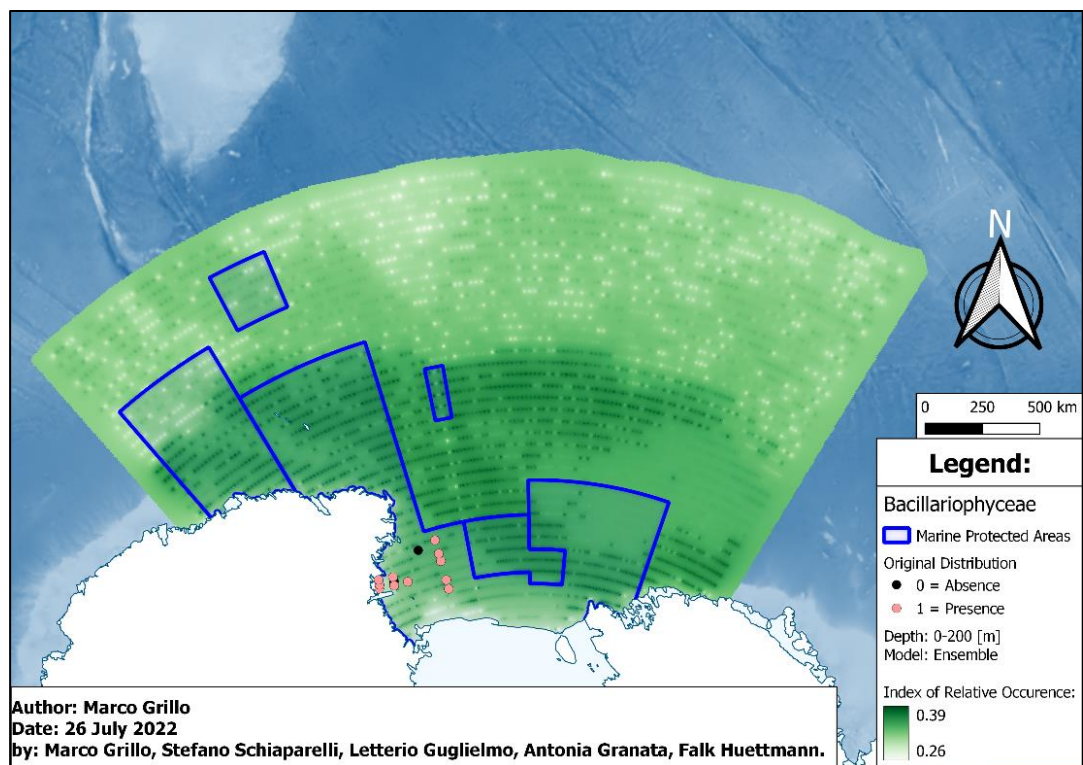 N
0 250 500 km
Legend:
Bacillariophyceae
Marine Protected Areas
Original Distribution
0 = Absence
1 = Presence
Depth: 0-200 [m]
Model: Ensemble
Index of Relative Occurence:
0.39
0.26
Author: Marco Grillo
Date: 26 July 2022
by: Marco Grillo, Stefano Schiaparelli, Letterio Guglielmo, Antonia Granata, Falk Huettmann.